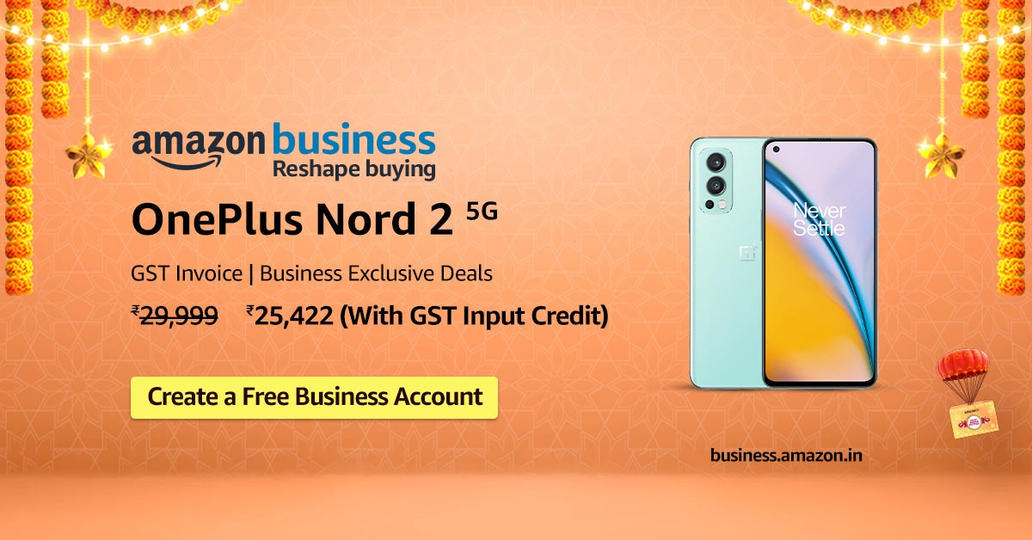 amazon business
Reshape buying
OnePlus Nord 2 5G
GST Invoice | Business Exclusive Deals
₹29,999 ₹25,422 (With GST Input Credit)
Create a Free Business Account
Never
Settle
business.amazon.in